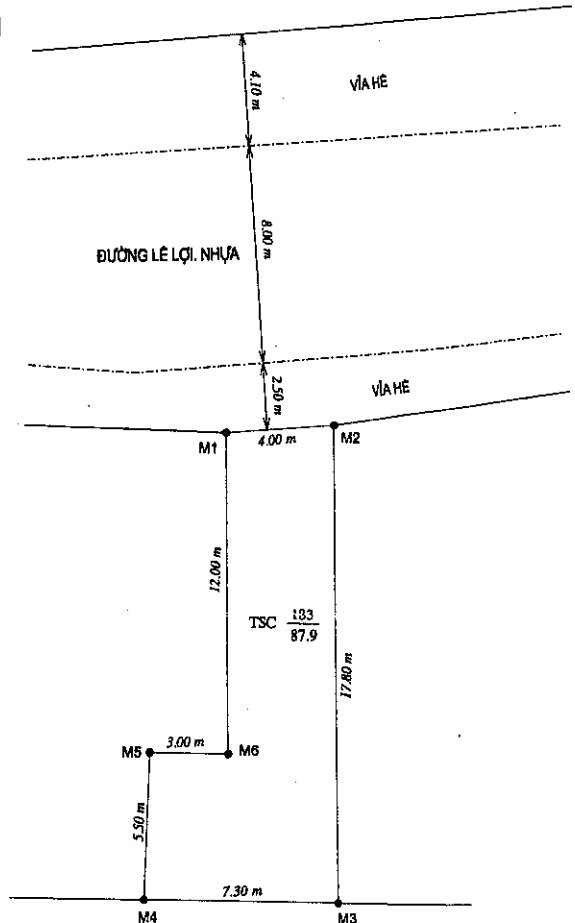 4.10 m
VỈA HÈ
8.00 m
ĐƯỜNG LÊ LỢI. NHỰA
2.50 m
VỈA HÈ
M1
4.00 m
M2
12.00 m
TSC 133
87.9
17.80 m
M5
3.00 m
M6
5.50 m
7.30 m
M4
M3